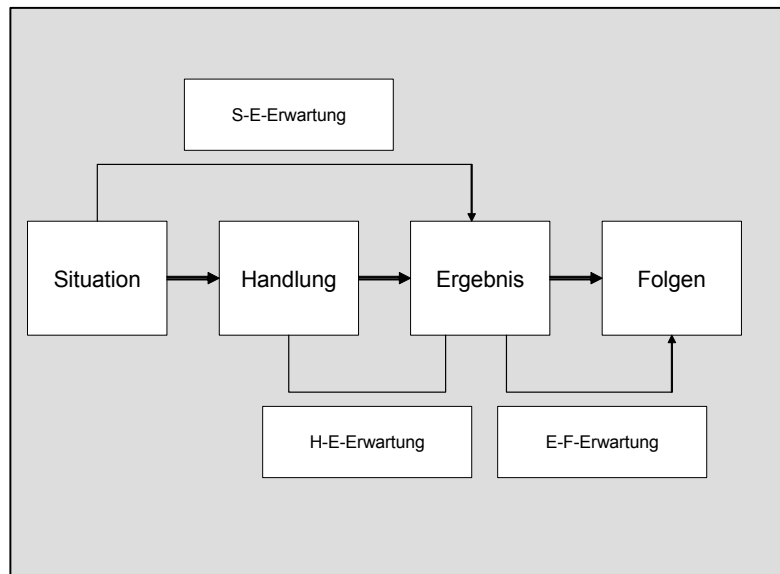 S-E-Erwartung
Situation
Handlung
Ergebnis
Folgen
H-E-Erwartung
E-F-Erwartung